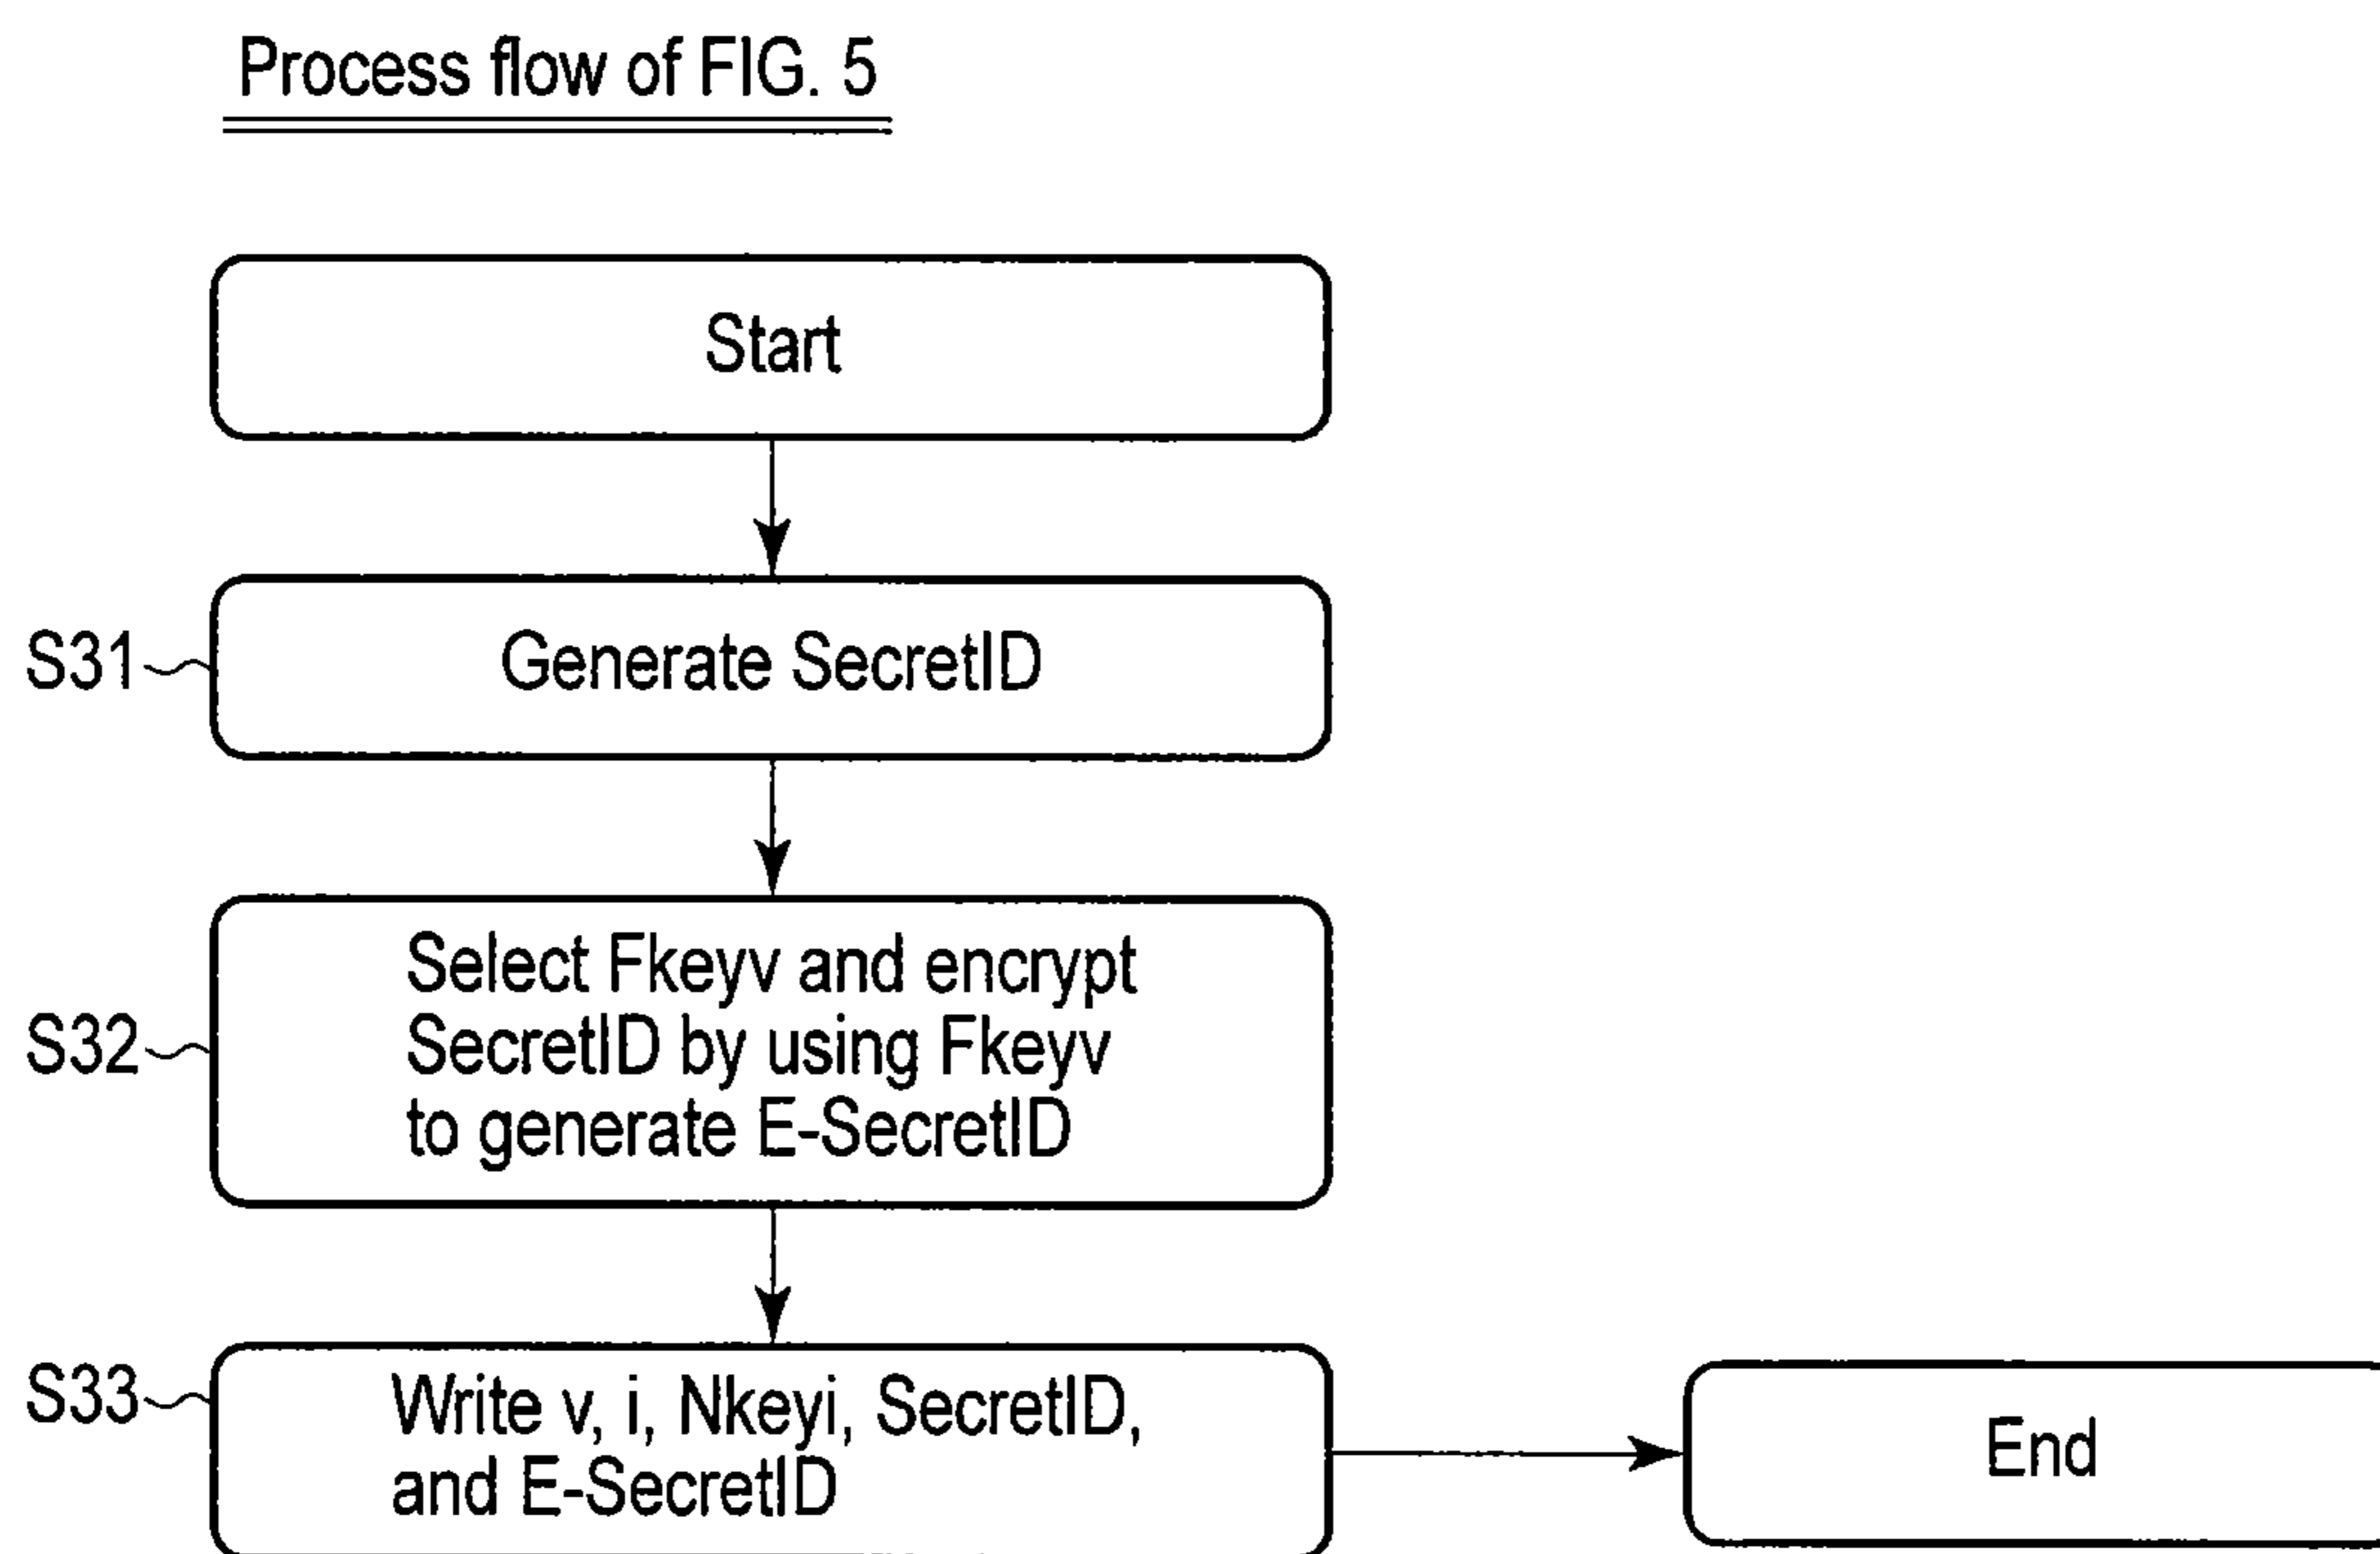 Process flow of FIG. 5
Start
S31
Generate SecretID
S32
Select Fkeyv and encrypt
SecretID by using Fkeyv
to generate E-SecretID
S33
Write v, i, Nkeyi, SecretID,
and E-SecretID
End